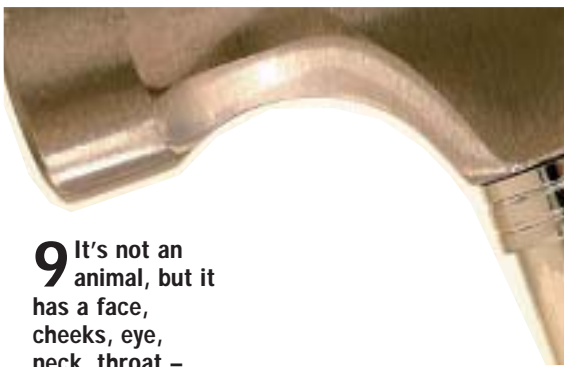 9 It's not an
animal, but it
has a face,
cheeks, eye,
neck, throat –